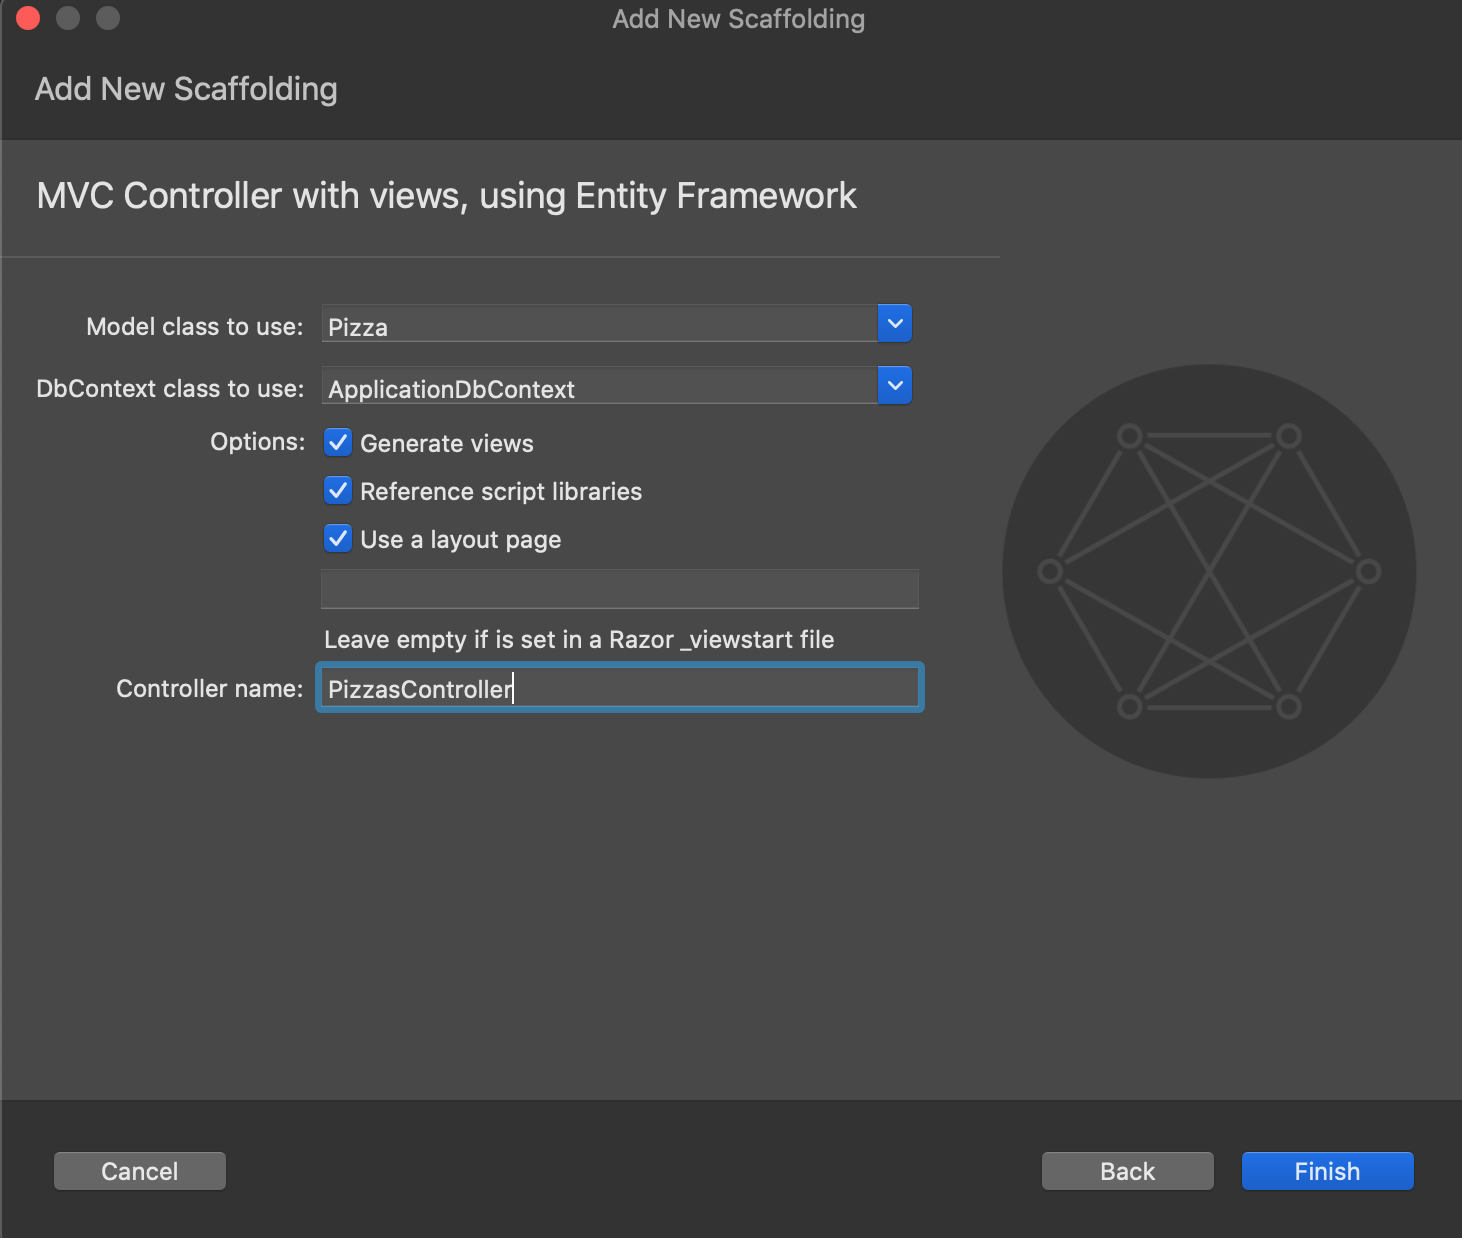 Add New Scaffolding
Add New Scaffolding
MVC Controller with views, using Entity Framework
Model class to use: Pizza
DbContext class to use: ApplicationDbContext
Options: Generate views
Reference script libraries
Use a layout page
Leave empty if is set in a Razor _viewstart file
Controller name: PizzasController
Cancel Back Finish